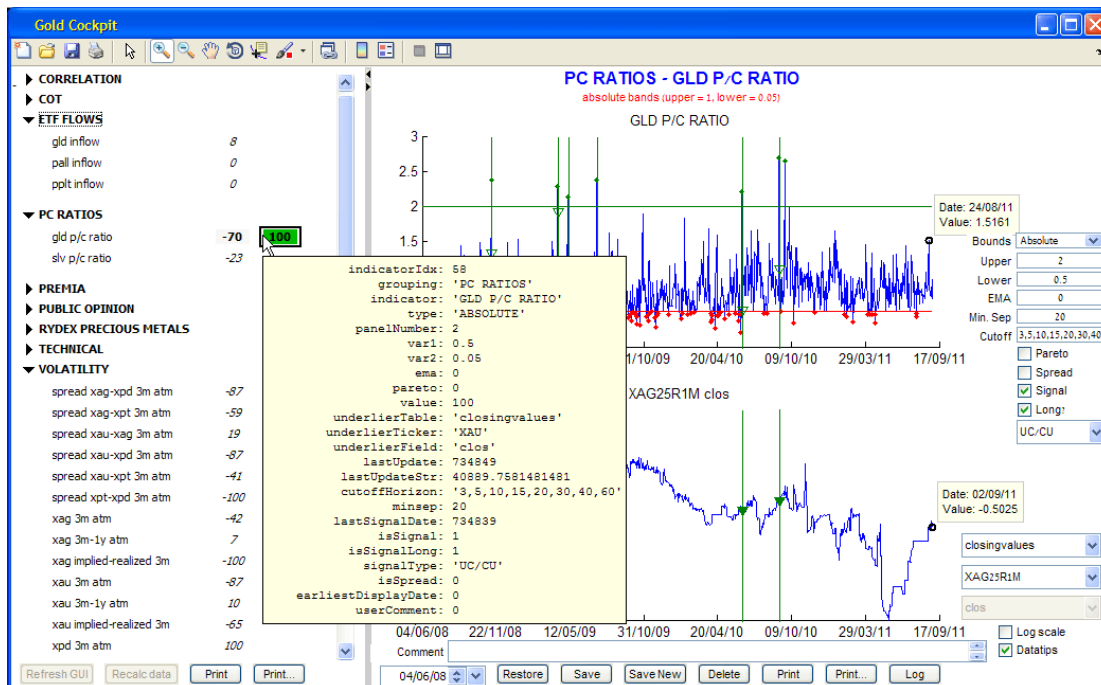 Gold Cockpit
CORRELATION
COT
ETF FLOWS
gld inflow 8
pall inflow 0
pplt inflow 0
PC RATIOS
gld p/c ratio -70 100
slv p/c ratio -23
PREMIA
PUBLIC OPINION
RYDEX PRECIOUS METALS
TECHNICAL
VOLATILITY
spread xag-xpd 3m atm -87
spread xag-xpt 3m atm -59
spread xau-xag 3m atm 19
spread xau-xpd 3m atm -87
spread xau-xpt 3m atm -41
spread xpt-xpd 3m atm -100
xag 3m atm -42
xag 3m-1y atm 7
xag implied-realized 3m -100
xau 3m atm -87
xau 3m-1y atm 10
xau implied-realized 3m -65
xpd 3m atm 100
Refresh GUI Recalc data Print Print...
indicatorIdx: 58
grouping: 'PC RATIOS'
indicator: 'GLD P/C RATIO'
type: 'ABSOLUTE'
panelNumber: 2
var1: 0.5
var2: 0.05
ema: 0
pareto: 0
value: 100
underlierTable: 'closingvalues'
underlierTicker: 'XAU'
underlierField: 'clos'
lastUpdate: 734849
lastUpdateStr: 40889.7581481481
cutoffHorizon: '3,5,10,15,20,30,40,60'
minsep: 20
lastSignalDate: 734839
isSignal: 1
isSignalLong: 1
signalType: 'UC/CU'
isSpread: 0
earliestDisplayDate: 0
userComment: 0
PC RATIOS - GLD P/C RATIO
absolute bands (upper = 1, lower = 0.05)
GLD P/C RATIO
3
2.5
2
1.5
Date: 24/08/11
Value: 1.5161
1/10/09 20/04/10 09/10/10 29/03/11 17/09/11
Bounds Absolute
Upper 2
Lower 0.5
EMA 0
Min. Sep 20
Cutoff 3,5,10,15,20,30,40
Pareto
Spread
Signal
Long?
UC/CU
XAG25R1M clos
Date: 02/09/11
Value: -0.5025
closingvalues
XAG25R1M
clos
Log scale
Datatips
04/06/08 22/11/08 12/05/09 31/10/09 20/04/10 09/10/10 29/03/11 17/09/11
Comment
04/06/08 Restore Save Save New Delete Print Print... Log